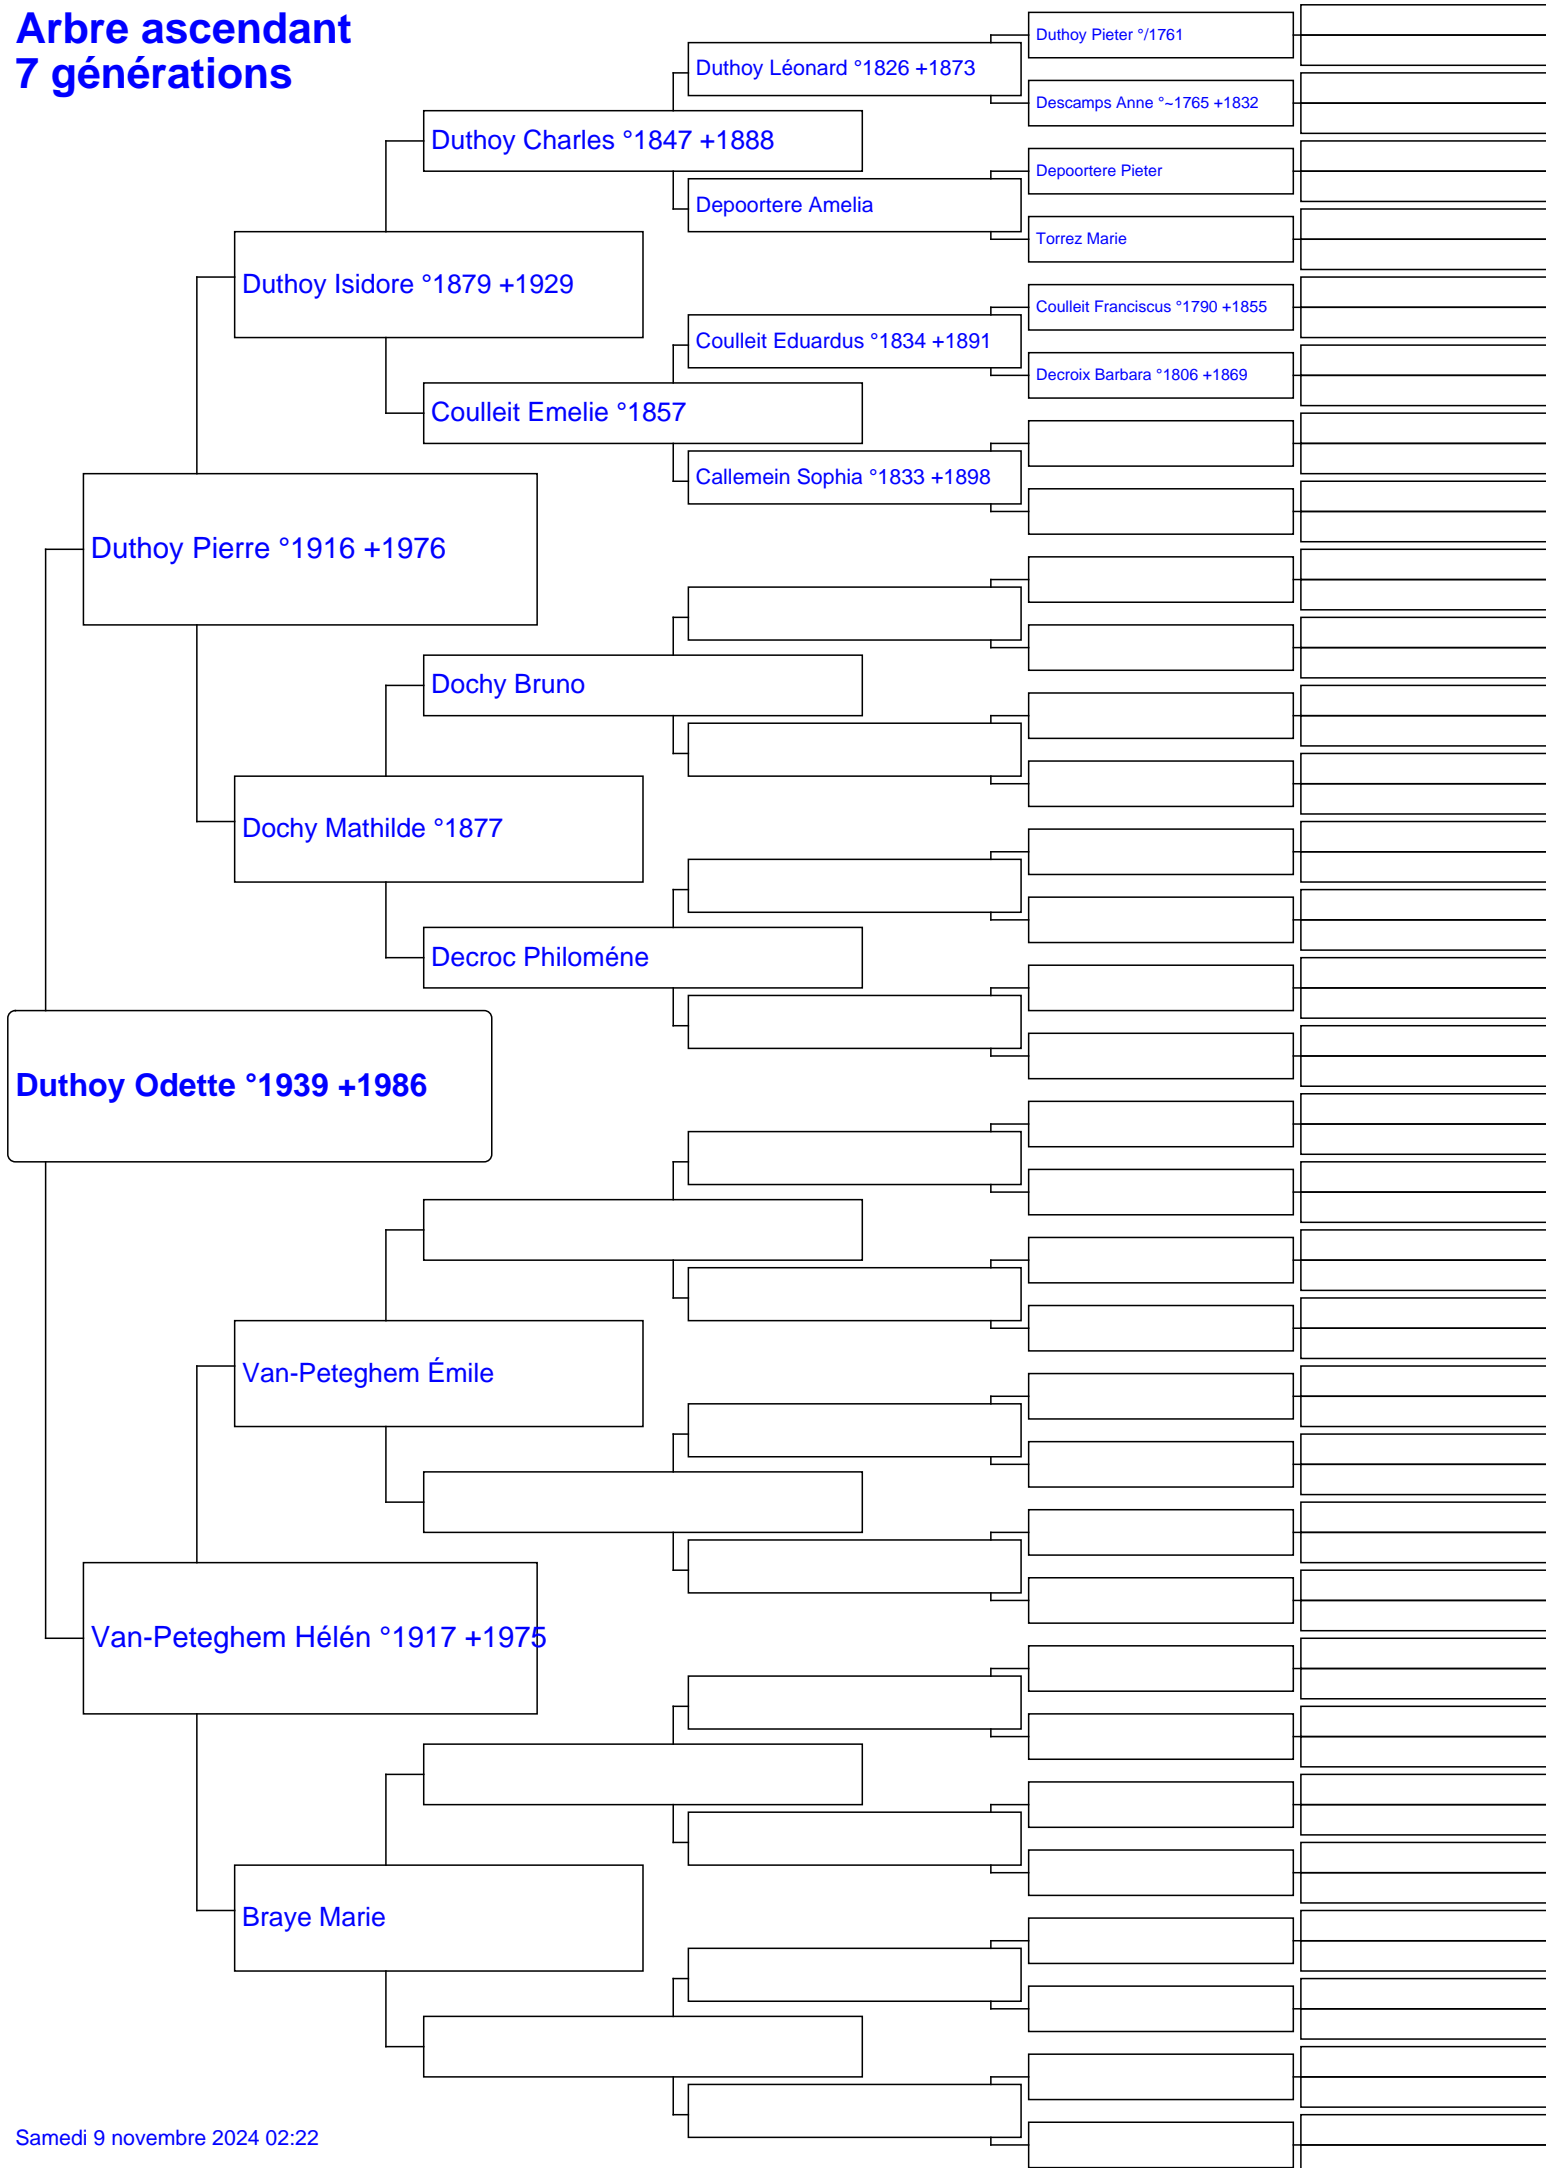 Arbre ascendant
7 générations
Duthoy Pieter °/1761
Duthoy Léonard °1826 +1873
Descamps Anne °~1765 +1832
Duthoy Charles °1847 +1888
Depoortere Pieter
Depoortere Amelia
Torrez Marie
Duthoy Isidore °1879 +1929
Coulleit Franciscus °1790 +1855
Coulleit Eduardus °1834 +1891
Decroix Barbara °1806 +1869
Coulleit Emelie °1857
Callemein Sophia °1833 +1898
Duthoy Pierre °1916 +1976
Dochy Bruno
Dochy Mathilde °1877
Decroc Philoméne
Duthoy Odette °1939 +1986
Van-Peteghem Émile
Van-Peteghem Hélén °1917 +1975
Braye Marie
Samedi 9 novembre 2024 02:22